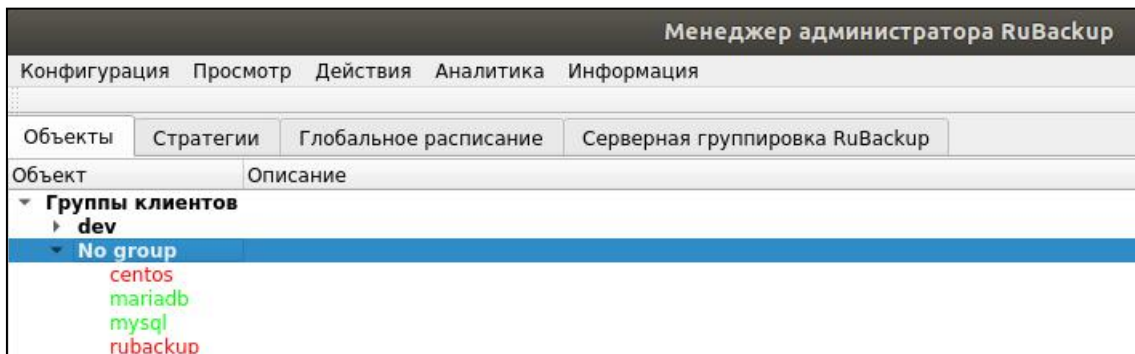 Менеджер администратора RuBackup
Конфигурация Просмотр Действия Аналитика Информация
Объекты Стратегии Глобальное расписание Серверная группировка RuBackup
Объект Описание
Группы клиентов
dev
No group
centos
mariadb
mysql
rubackup